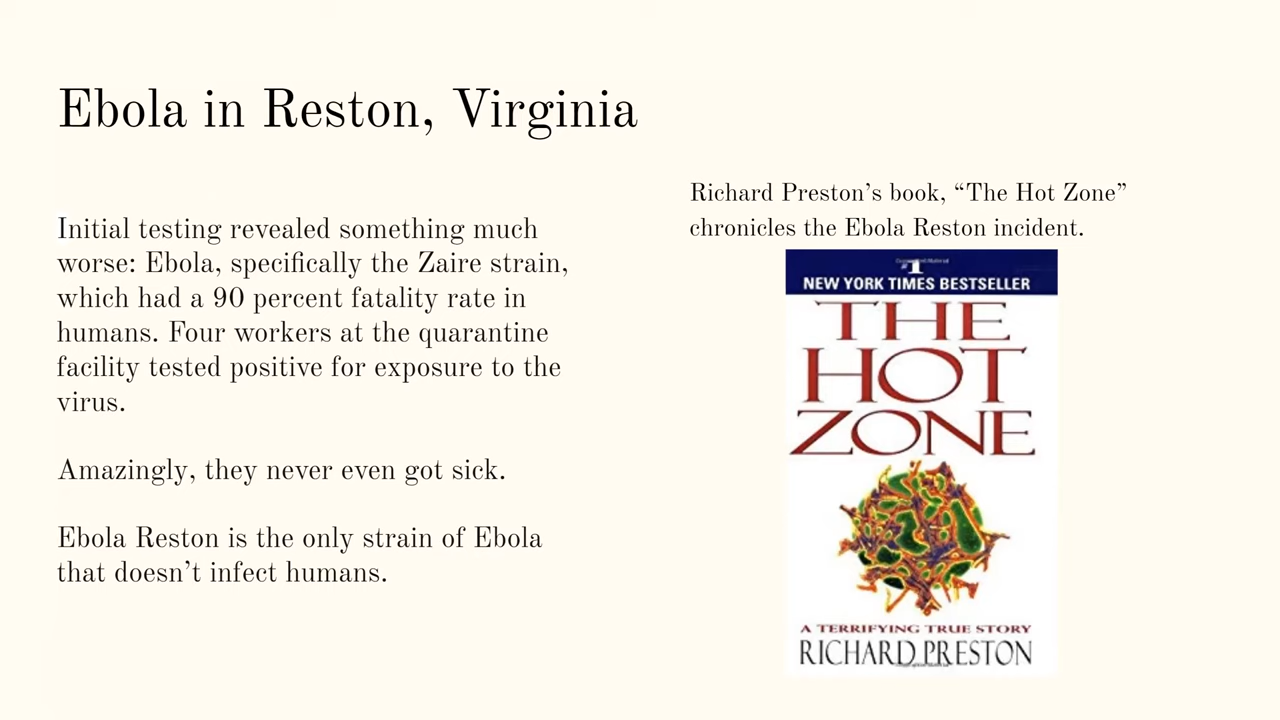 Ebola in Reston, Virginia
Initial testing revealed something much
worse: Ebola, specifically the Zaire strain,
which had a 90 percent fatality rate in
humans. Four workers at the quarantine
facility tested positive for exposure to the
virus.
Amazingly, they never even got sick.
Ebola Reston is the only strain of Ebola
that doesn’t infect humans.
Richard Preston’s book, “The Hot Zone”
chronicles the Ebola Reston incident.
#1
NEW YORK TIMES BESTSELLER
THE
HOT
ZONE
A TERRIFYING TRUE STORY
RICHARD PRESTON